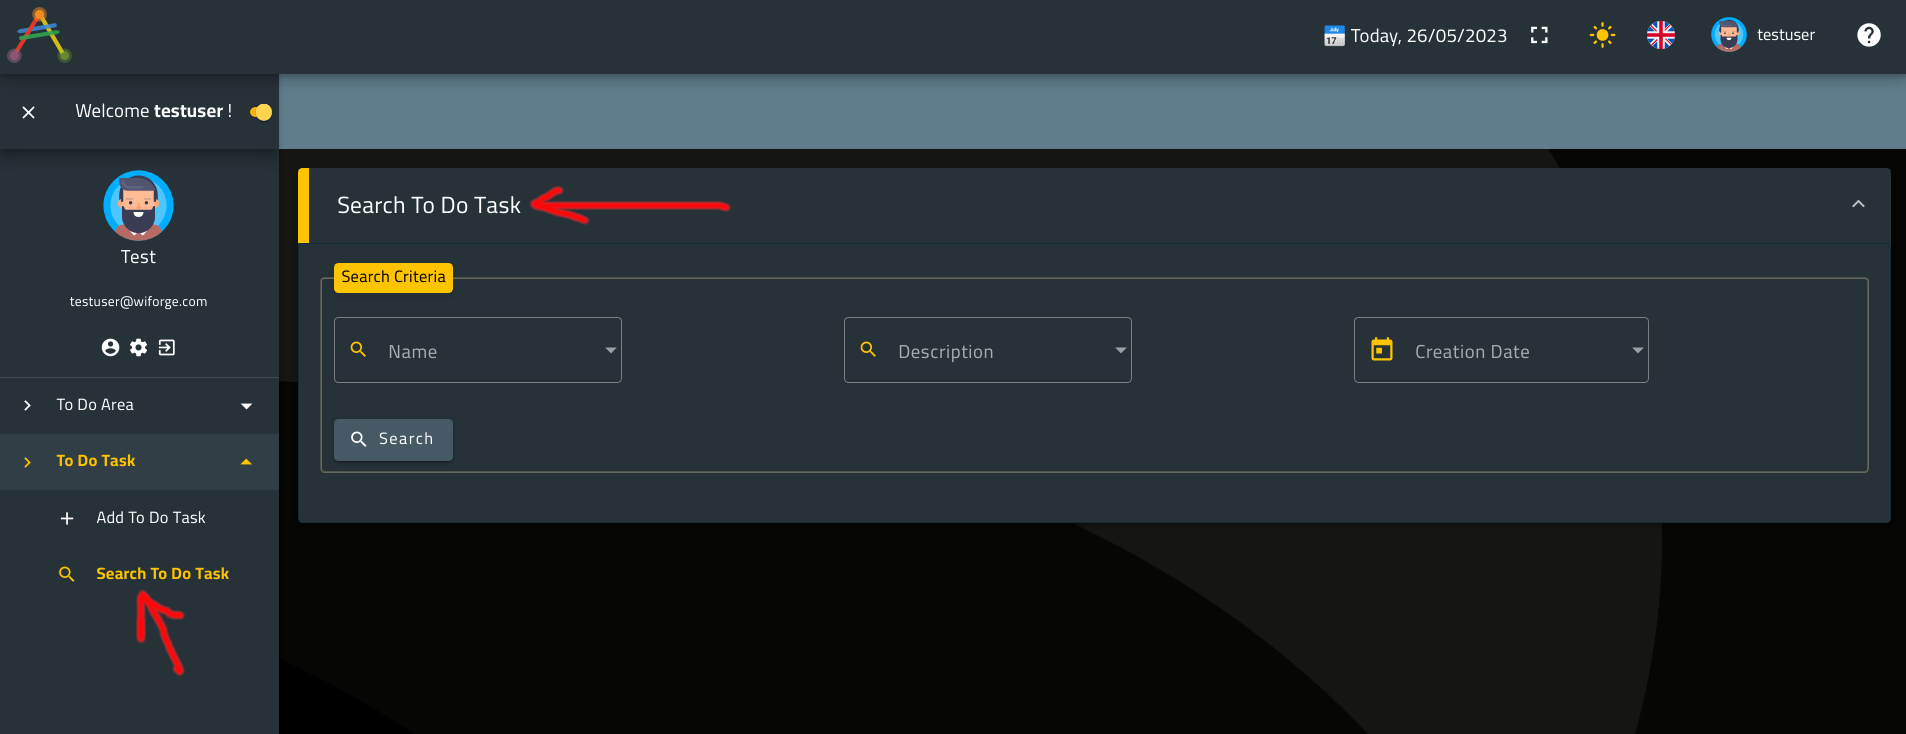 Today, 26/05/2023
testuser
Welcome testuser !
Test
testuser@wiforge.com
To Do Area
To Do Task
Add To Do Task
Search To Do Task
Search To Do Task
Search Criteria
Name
Description
Creation Date
Search